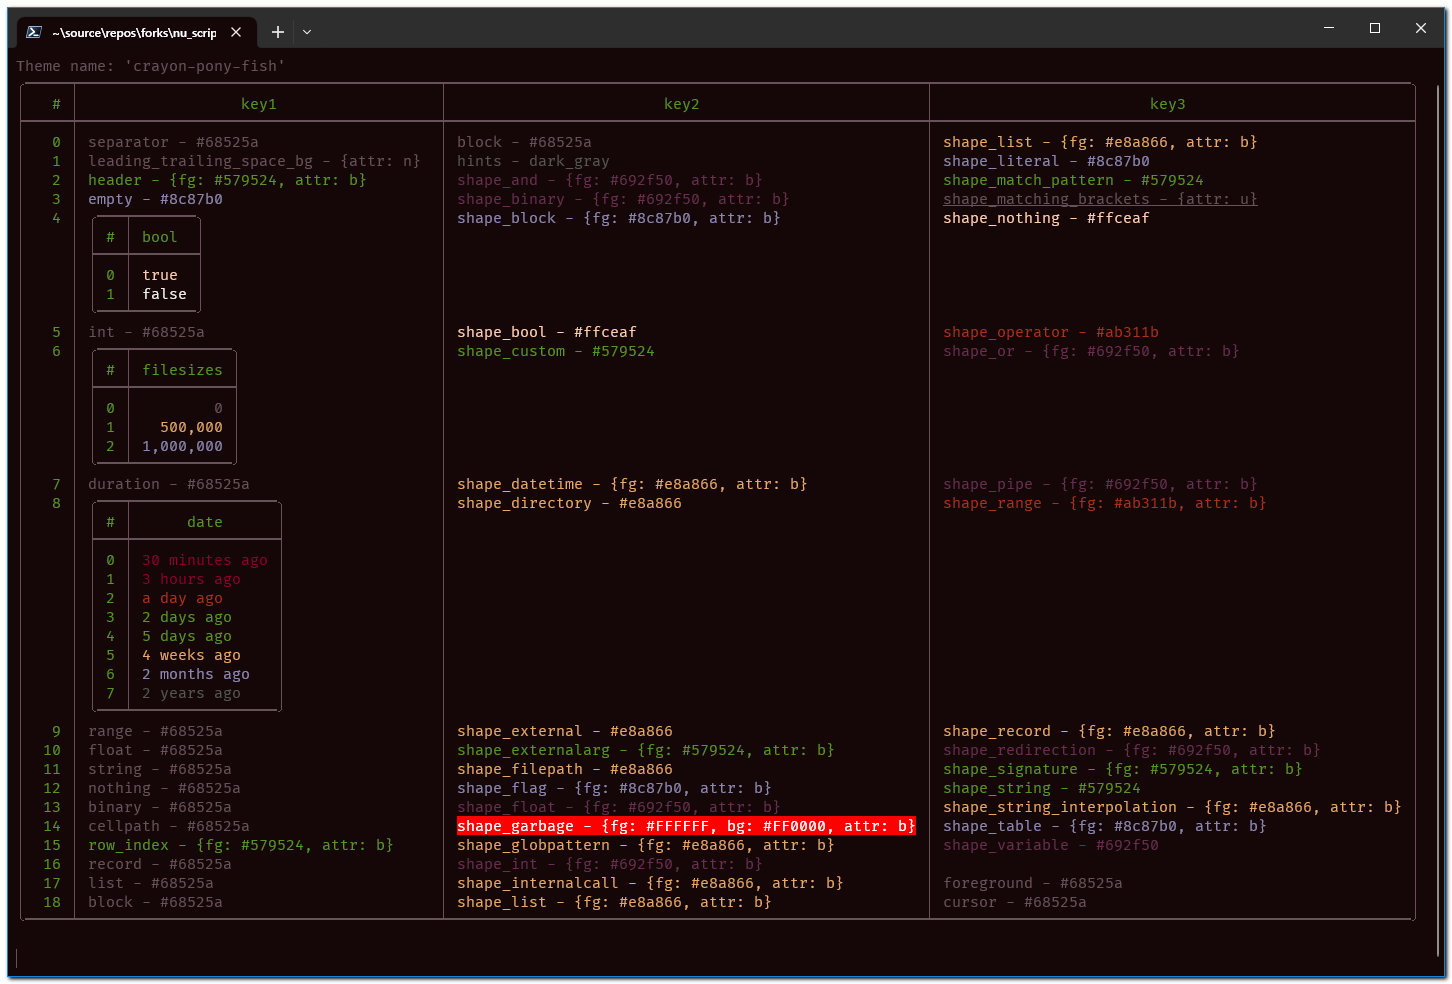 ~\source\repos\forks\nu_scrip
Theme name: 'crayon-pony-fish'
# key1 key2 key3
0 separator - #68525a block - #68525a shape_list - {fg: #e8a866, attr: b}
1 leading_trailing_space_bg - {attr: n} hints - dark_gray shape_literal - #8c87b0
2 header - {fg: #579524, attr: b} shape_and - {fg: #692f50, attr: b} shape_match_pattern - #579524
3 empty - #8c87b0 shape_binary - {fg: #692f50, attr: b} shape_matching_brackets - {attr: u}
4 shape_block - {fg: #8c87b0, attr: b} shape_nothing - #ffceaf
# bool
0 true
1 false
5 int - #68525a shape_bool - #ffceaf shape_operator - #ab311b
6 shape_custom - #579524 shape_or - {fg: #692f50, attr: b}
# filesizes
0 0
1 500,000
2 1,000,000
7 duration - #68525a shape_datetime - {fg: #e8a866, attr: b} shape_pipe - {fg: #692f50, attr: b}
8 shape_directory - #e8a866 shape_range - {fg: #ab311b, attr: b}
# date
0 30 minutes ago
1 3 hours ago
2 a day ago
3 2 days ago
4 5 days ago
5 4 weeks ago
6 2 months ago
7 2 years ago
9 range - #68525a shape_external - #e8a866 shape_record - {fg: #e8a866, attr: b}
10 float - #68525a shape_externalarg - {fg: #579524, attr: b} shape_redirection - {fg: #692f50, attr: b}
11 string - #68525a shape_filepath - #e8a866 shape_signature - {fg: #579524, attr: b}
12 nothing - #68525a shape_flag - {fg: #8c87b0, attr: b} shape_string - #579524
13 binary - #68525a shape_float - {fg: #692f50, attr: b} shape_string_interpolation - {fg: #e8a866, attr: b}
14 cellpath - #68525a shape_garbage - {fg: #FFFFFF, bg: #FF0000, attr: b} shape_table - {fg: #8c87b0, attr: b}
15 row_index - {fg: #579524, attr: b} shape_globpattern - {fg: #e8a866, attr: b} shape_variable - #692f50
16 record - #68525a shape_int - {fg: #692f50, attr: b}
17 list - #68525a shape_internalcall - {fg: #e8a866, attr: b} foreground - #68525a
18 block - #68525a shape_list - {fg: #e8a866, attr: b} cursor - #68525a